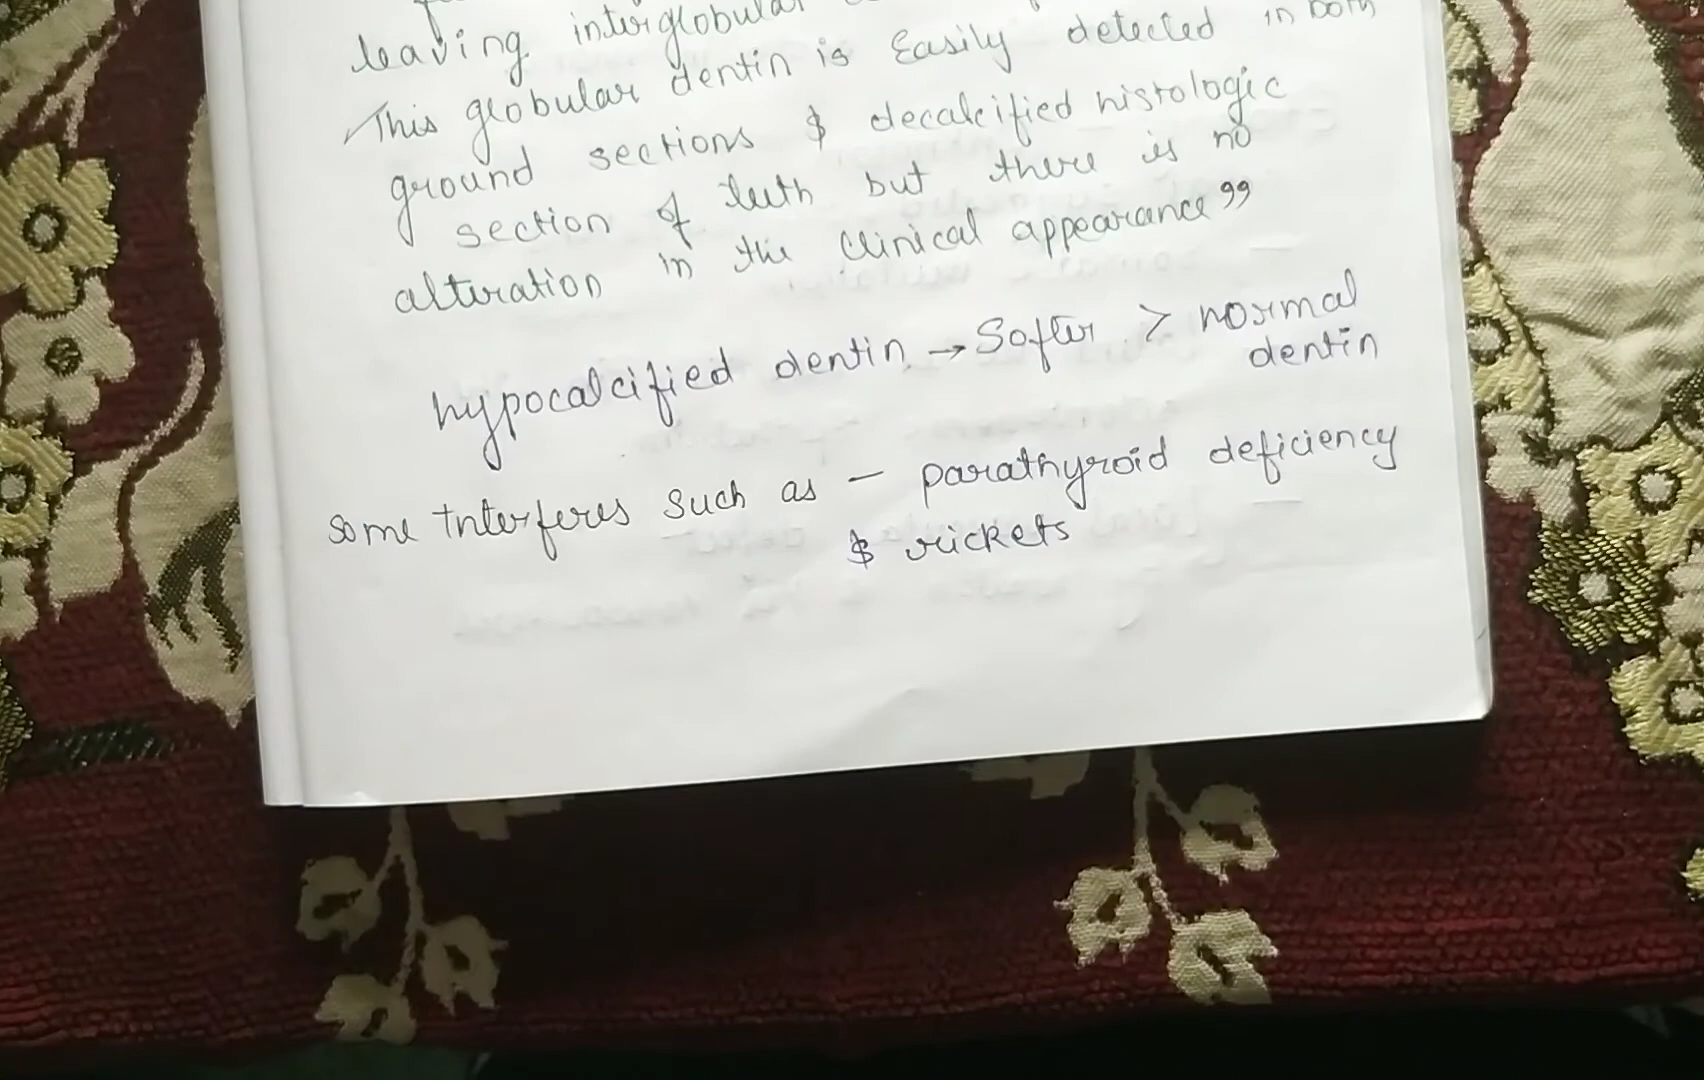 leaving interglobular
This globular dentin is Easily detected in both
ground sections & decalcified histologic
section of teeth but there is no
alteration in the clinical appearance ”
hypocalcified dentin → Softer > normal
dentin
some Interferes such as — parathyroid deficiency
& rickets